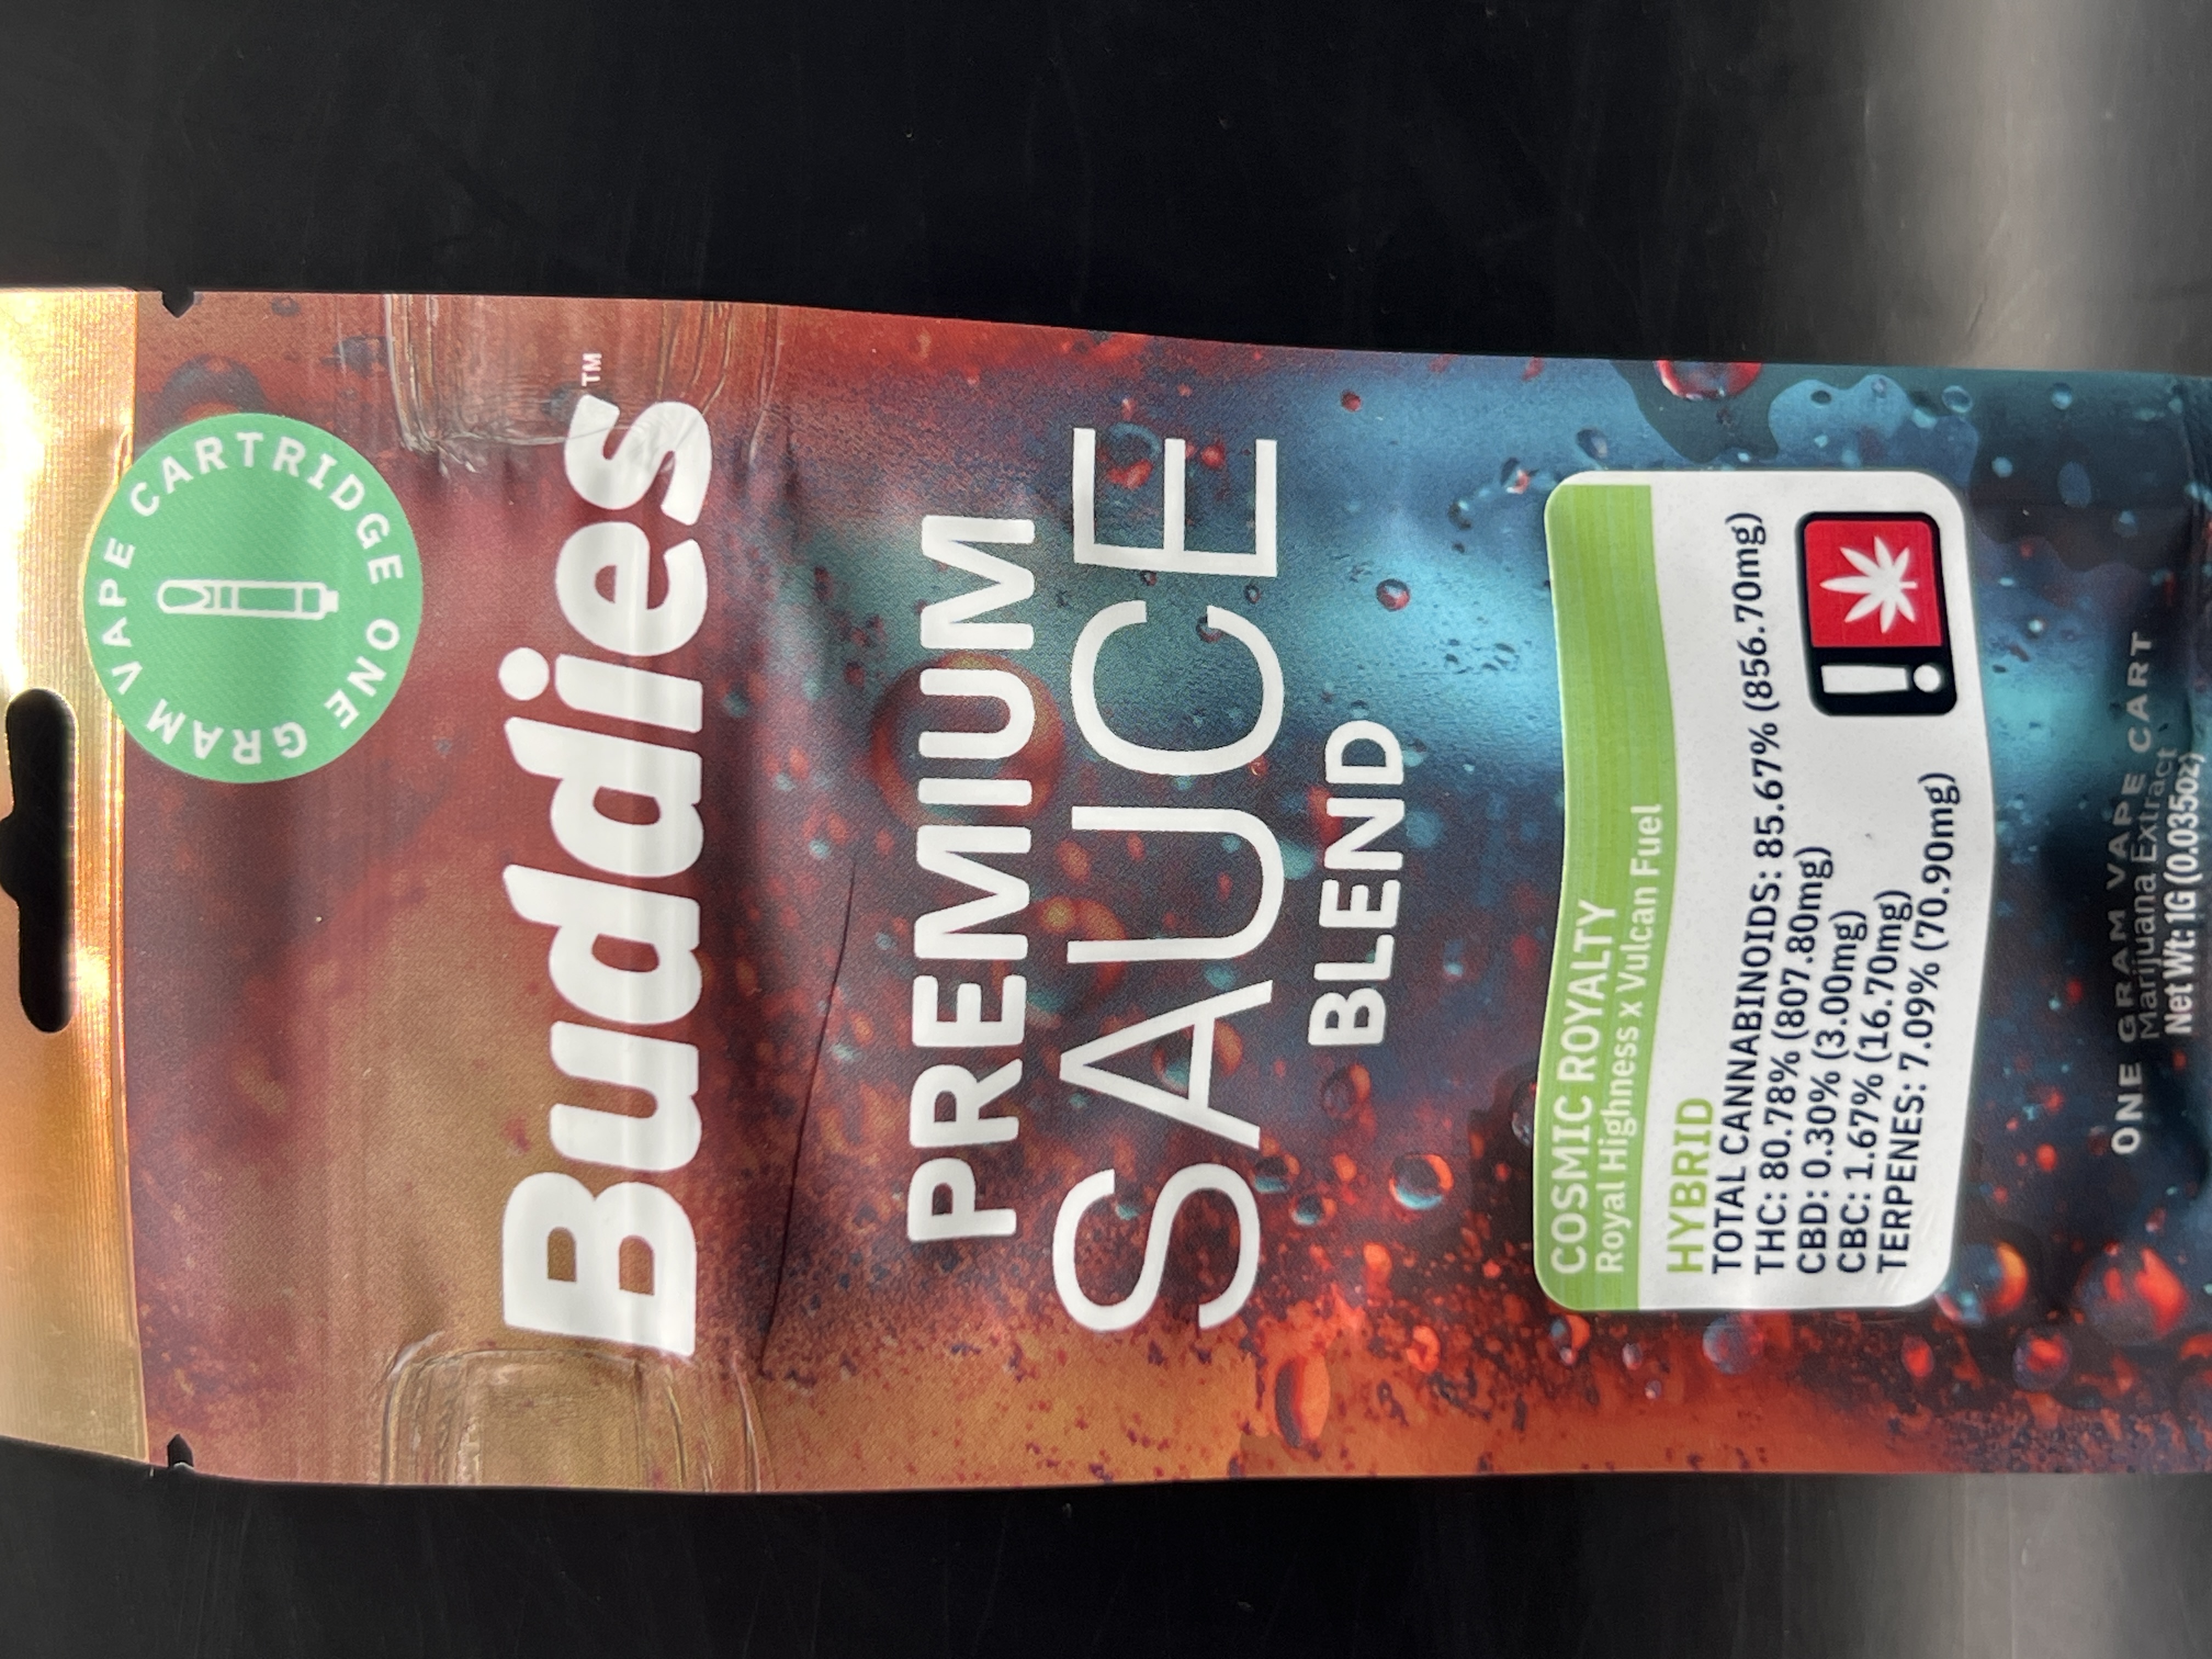 ONE GRAM VAPE CARTRIDGE
Buddies™
PREMIUM
SAUCE
BLEND
COSMIC ROYALTY
Royal Highness x Vulcan Fuel
HYBRID
TOTAL CANNABINOIDS: 85.67% (856.70mg)
THC: 80.78% (807.80mg)
CBD: 0.30% (3.00mg)
CBC: 1.67% (16.70mg)
TERPENES: 7.09% (70.90mg)
!
ONE GRAM VAPE CART
Marijuana Extract
Net Wt: 1G (0.035oz)